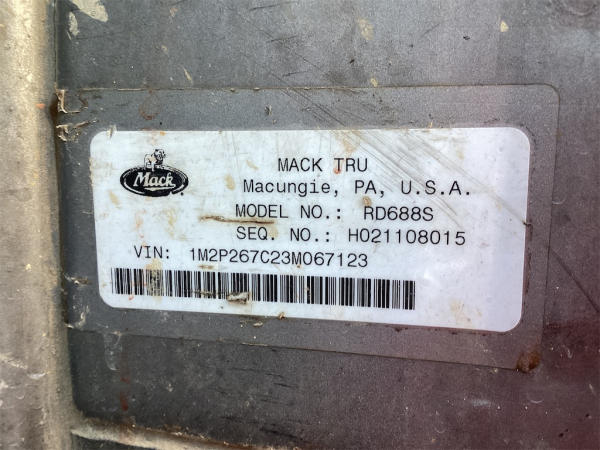 Mack
MACK TRU
Macungie, PA, U.S.A.
MODEL NO.: RD688S
SEQ. NO.: H021108015
VIN: 1M2P267C23M067123